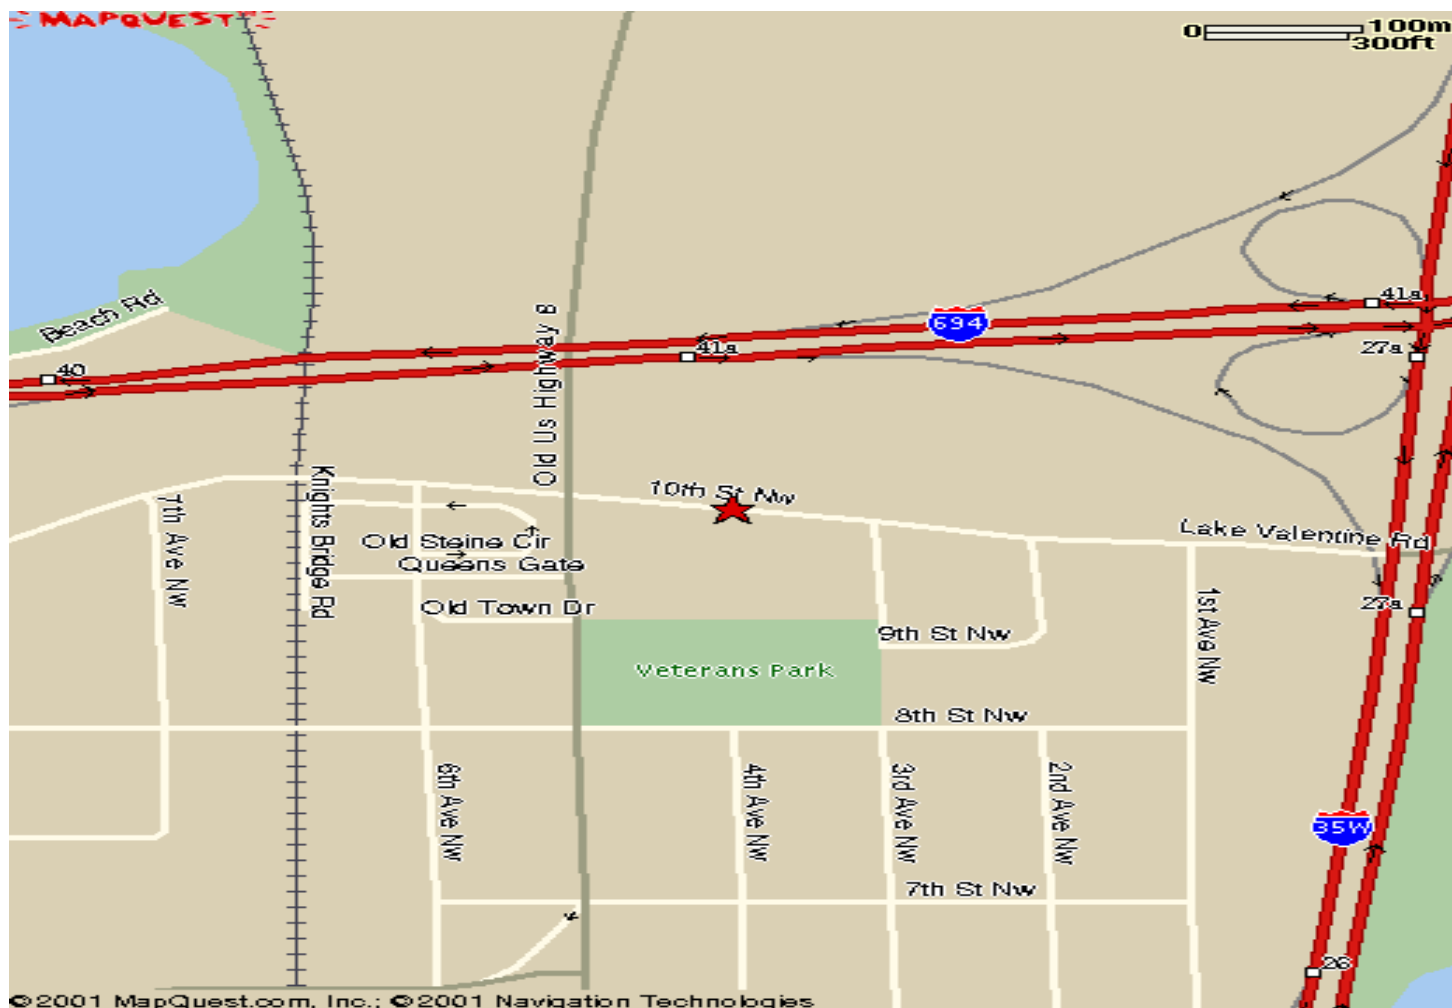 MAPQUEST
0 100m
300ft
Beach Rd
Old Us Highway 8
694
41a
41a
27a
40
Knights Bridge Rd
7th Ave NW
10th St NW
Old Steine Cir
Queens Gate
Old Town Dr
Lake Valentine Rd
27a
1st Ave NW
9th St NW
Veterans Park
8th St NW
6th Ave NW
4th Ave NW
3rd Ave NW
2nd Ave NW
35W
7th St NW
26
©2001 MapQuest.com, Inc.; ©2001 Navigation Technologies